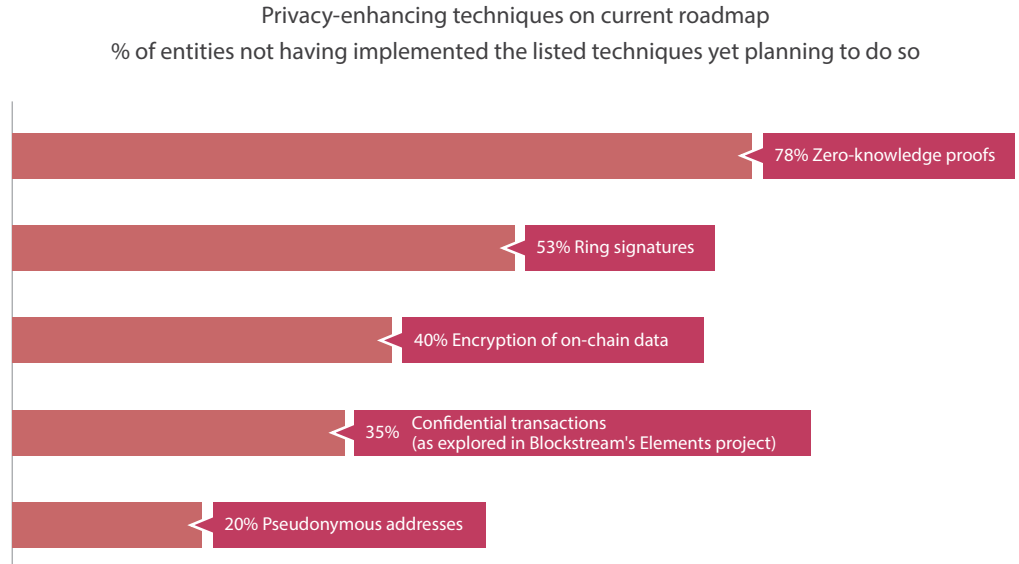 Privacy-enhancing techniques on current roadmap
% of entities not having implemented the listed techniques yet planning to do so
78% Zero-knowledge proofs
53% Ring signatures
40% Encryption of on-chain data
35% Confidential transactions
(as explored in Blockstream's Elements project)
20% Pseudonymous addresses